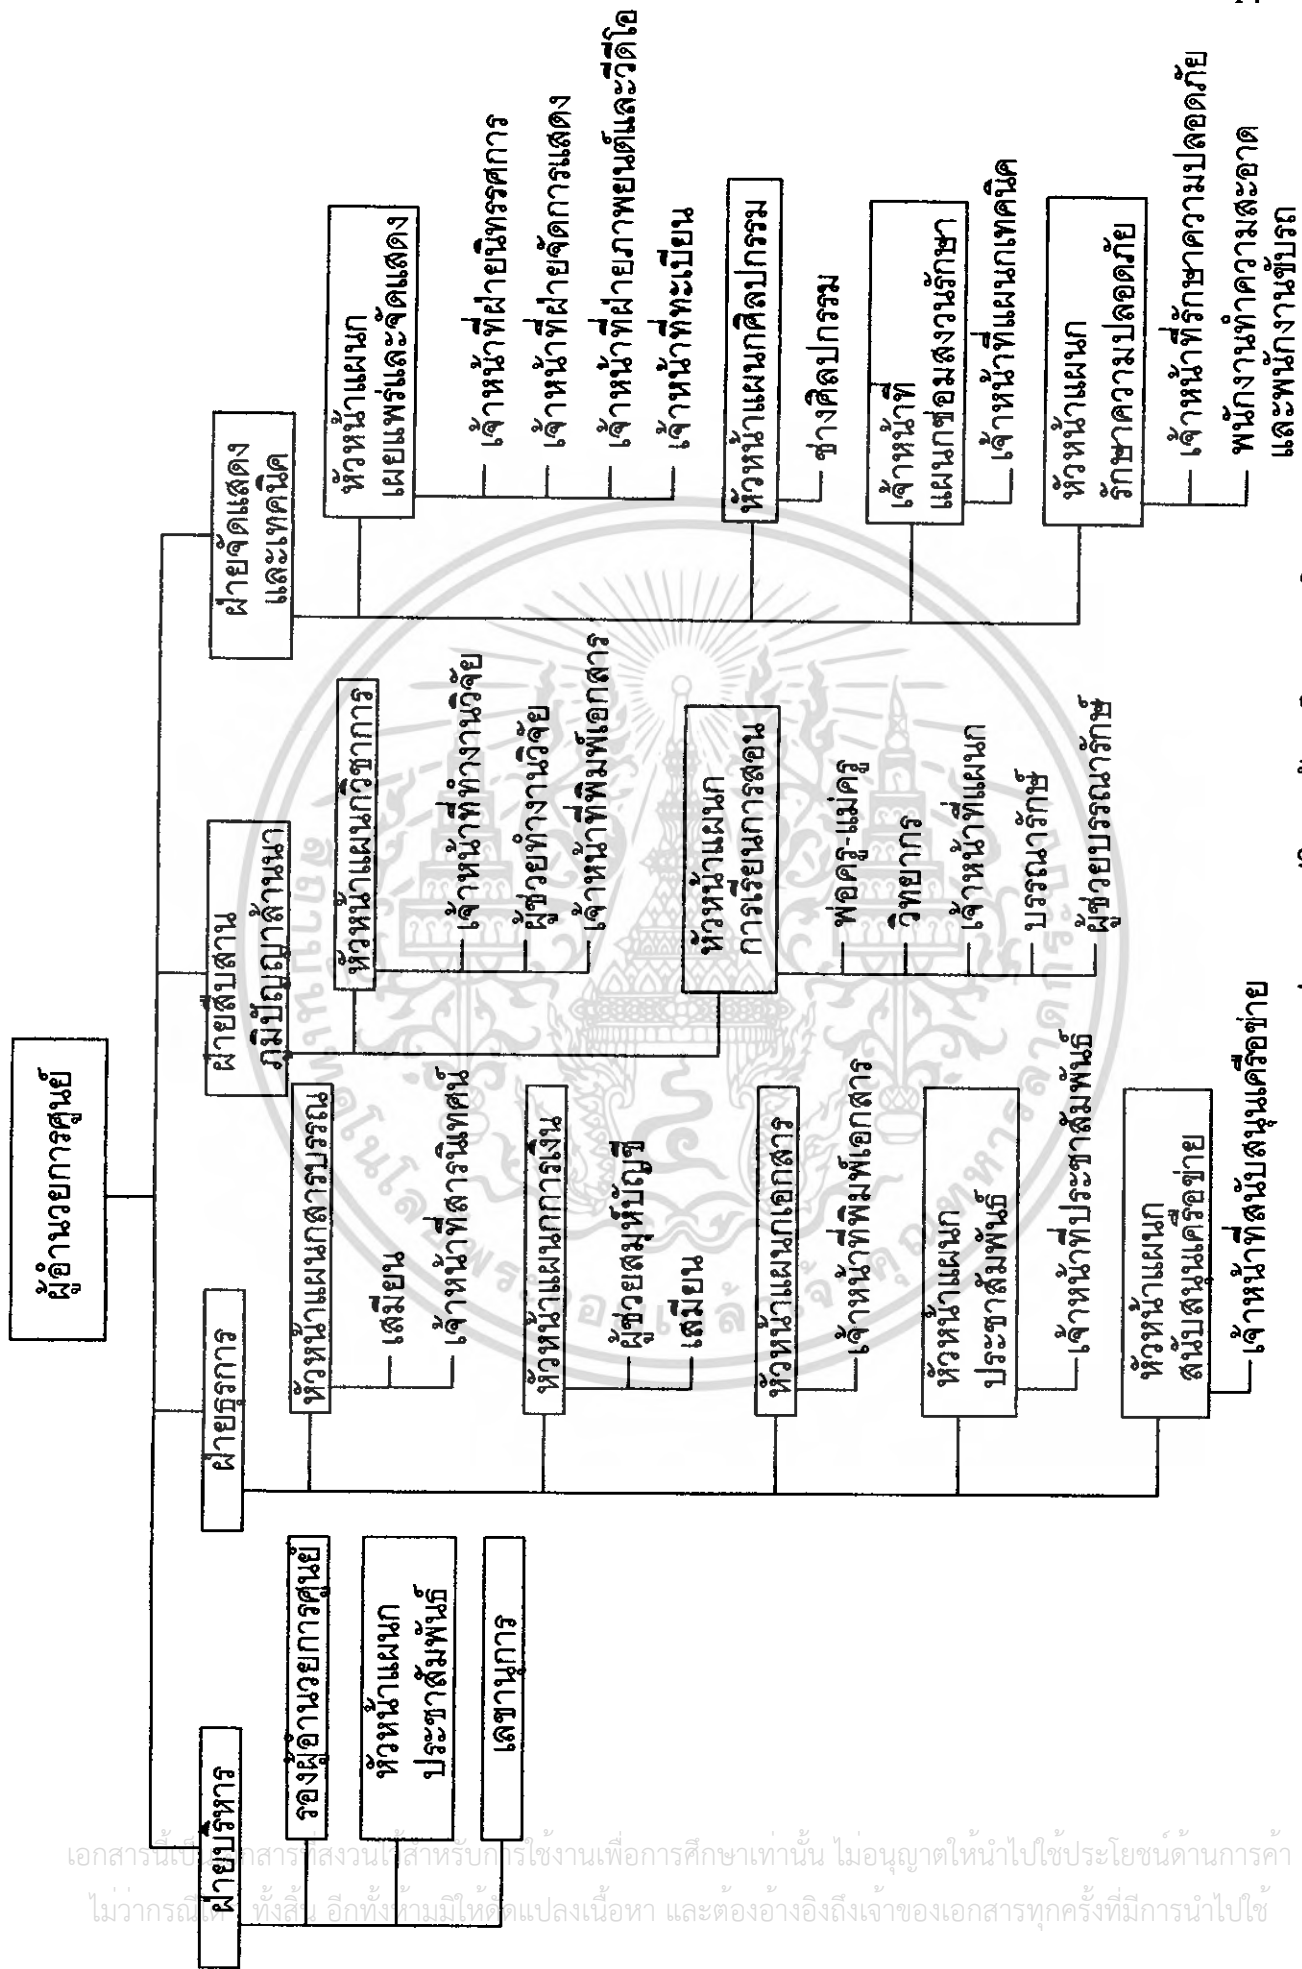 ผู้อำนวยการศูนย์
ฝ่ายบริหาร
รองผู้อำนวยการศูนย์
หัวหน้าแผนก
ประชาสัมพันธ์
เลขานุการ
ฝ่ายธุรการ
หัวหน้าแผนกสารบรรณ
เสมียน
เจ้าหน้าที่สารนิเทศน์
หัวหน้าแผนกการเงิน
ผู้ช่วยสมุห์บัญชี
เสมียน
หัวหน้าแผนกเอกสาร
เจ้าหน้าที่พิมพ์เอกสาร
หัวหน้าแผนก
ประชาสัมพันธ์
เจ้าหน้าที่ประชาสัมพันธ์
หัวหน้าแผนก
สนับสนุนเครือข่าย
เจ้าหน้าที่สนับสนุนเครือข่าย
ฝ่ายสืบสาน
ภูมิปัญญาล้านนา
หัวหน้าแผนกวิชาการ
เจ้าหน้าที่ทำงานวิจัย
ผู้ช่วยทำงานวิจัย
เจ้าหน้าที่พิมพ์เอกสาร
หัวหน้าแผนก
การเรียนการสอน
พ่อครู-แม่ครู
วิทยากร
เจ้าหน้าที่แผนก
บรรณารักษ์
ผู้ช่วยบรรณารักษ์
ฝ่ายจัดแสดง
และเทคนิค
หัวหน้าแผนก
เผยแพร่และจัดแสดง
เจ้าหน้าที่ฝ่ายนิทรรศการ
เจ้าหน้าที่ฝ่ายจัดการแสดง
เจ้าหน้าที่ฝ่ายภาพยนต์และวีดีโอ
เจ้าหน้าที่ทะเบียน
หัวหน้าแผนกศิลปกรรม
ช่างศิลปกรรม
เจ้าหน้าที่
แผนกซ่อมสงวนรักษา
เจ้าหน้าที่แผนกเทคนิค
หัวหน้าแผนก
รักษาความปลอดภัย
เจ้าหน้าที่รักษาความปลอดภัย
พนักงานทำความสะอาด
และพนักงานขับรถ
สถาบันเทคโนโลยีพระจอมเกล้าเจ้าคุณทหารลาดกระบัง
เอกสารนี้เป็นเอกสารที่สงวนไว้สำหรับการใช้งานเพื่อการศึกษาเท่านั้น ไม่อนุญาตให้นำไปใช้ประโยชน์ด้านการค้า
ไม่ว่ากรณีใดๆ ทั้งสิ้น อีกทั้งห้ามมิให้ดัดแปลงเนื้อหา และต้องอ้างอิงถึงเจ้าของเอกสารทุกครั้งที่มีการนำไปใช้